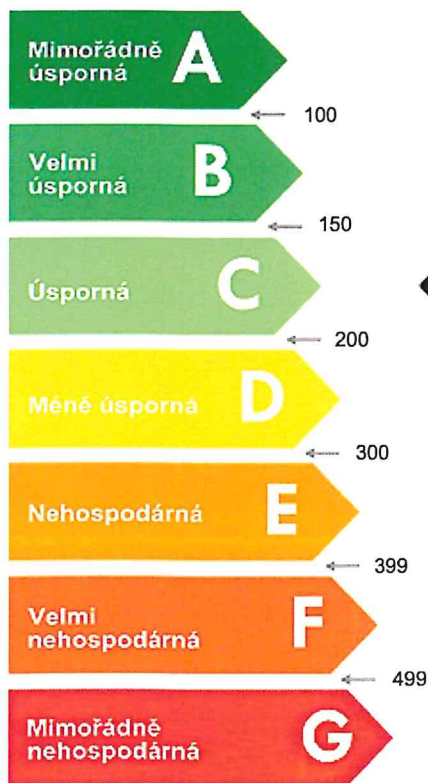 Mimořádně
úsporná
A
100
Velmi
úsporná
B
150
Úsporná
C
200
Méně úsporná
D
300
Nehospodárná
E
399
Velmi
nehospodárná
F
499
Mimořádně
nehospodárná
G